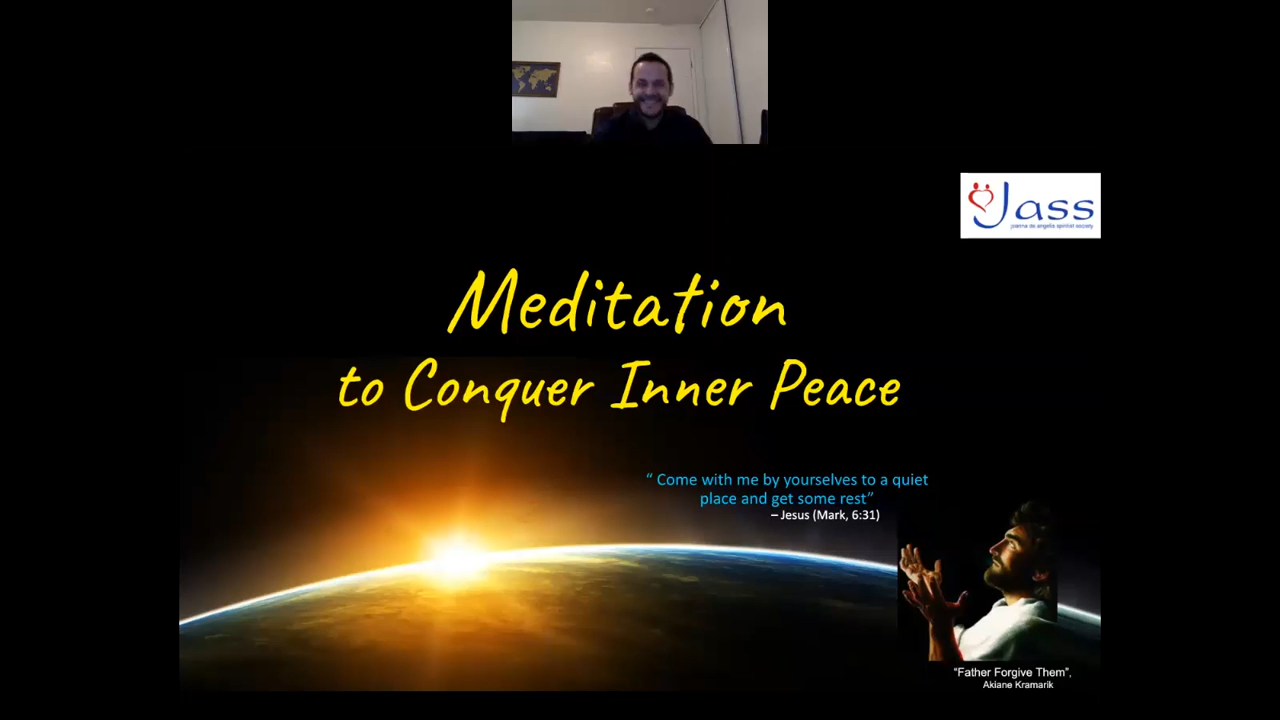 Jass
joanna de angelis spiritist society
Meditation
to Conquer Inner Peace
“ Come with me by yourselves to a quiet
place and get some rest”
– Jesus (Mark, 6:31)
“Father Forgive Them”,
Akiane Kramarik